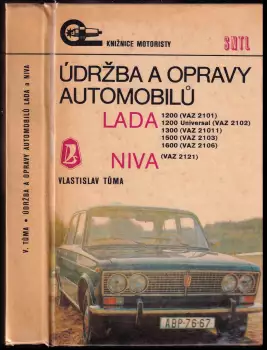 KNIŽNICE MOTORISTY
SNTL
ÚDRŽBA A OPRAVY
AUTOMOBILŮ
LADA
1200 (VAZ 2101)
1200 Universal (VAZ 2102)
1300 (VAZ 21011)
1500 (VAZ 2103)
1600 (VAZ 2106)
NIVA (VAZ 2121)
VLASTISLAV TŮMA
ABP-76-67
V. TŮMA • ÚDRŽBA A OPRAVY AUTOMOBILŮ LADA a NIVA